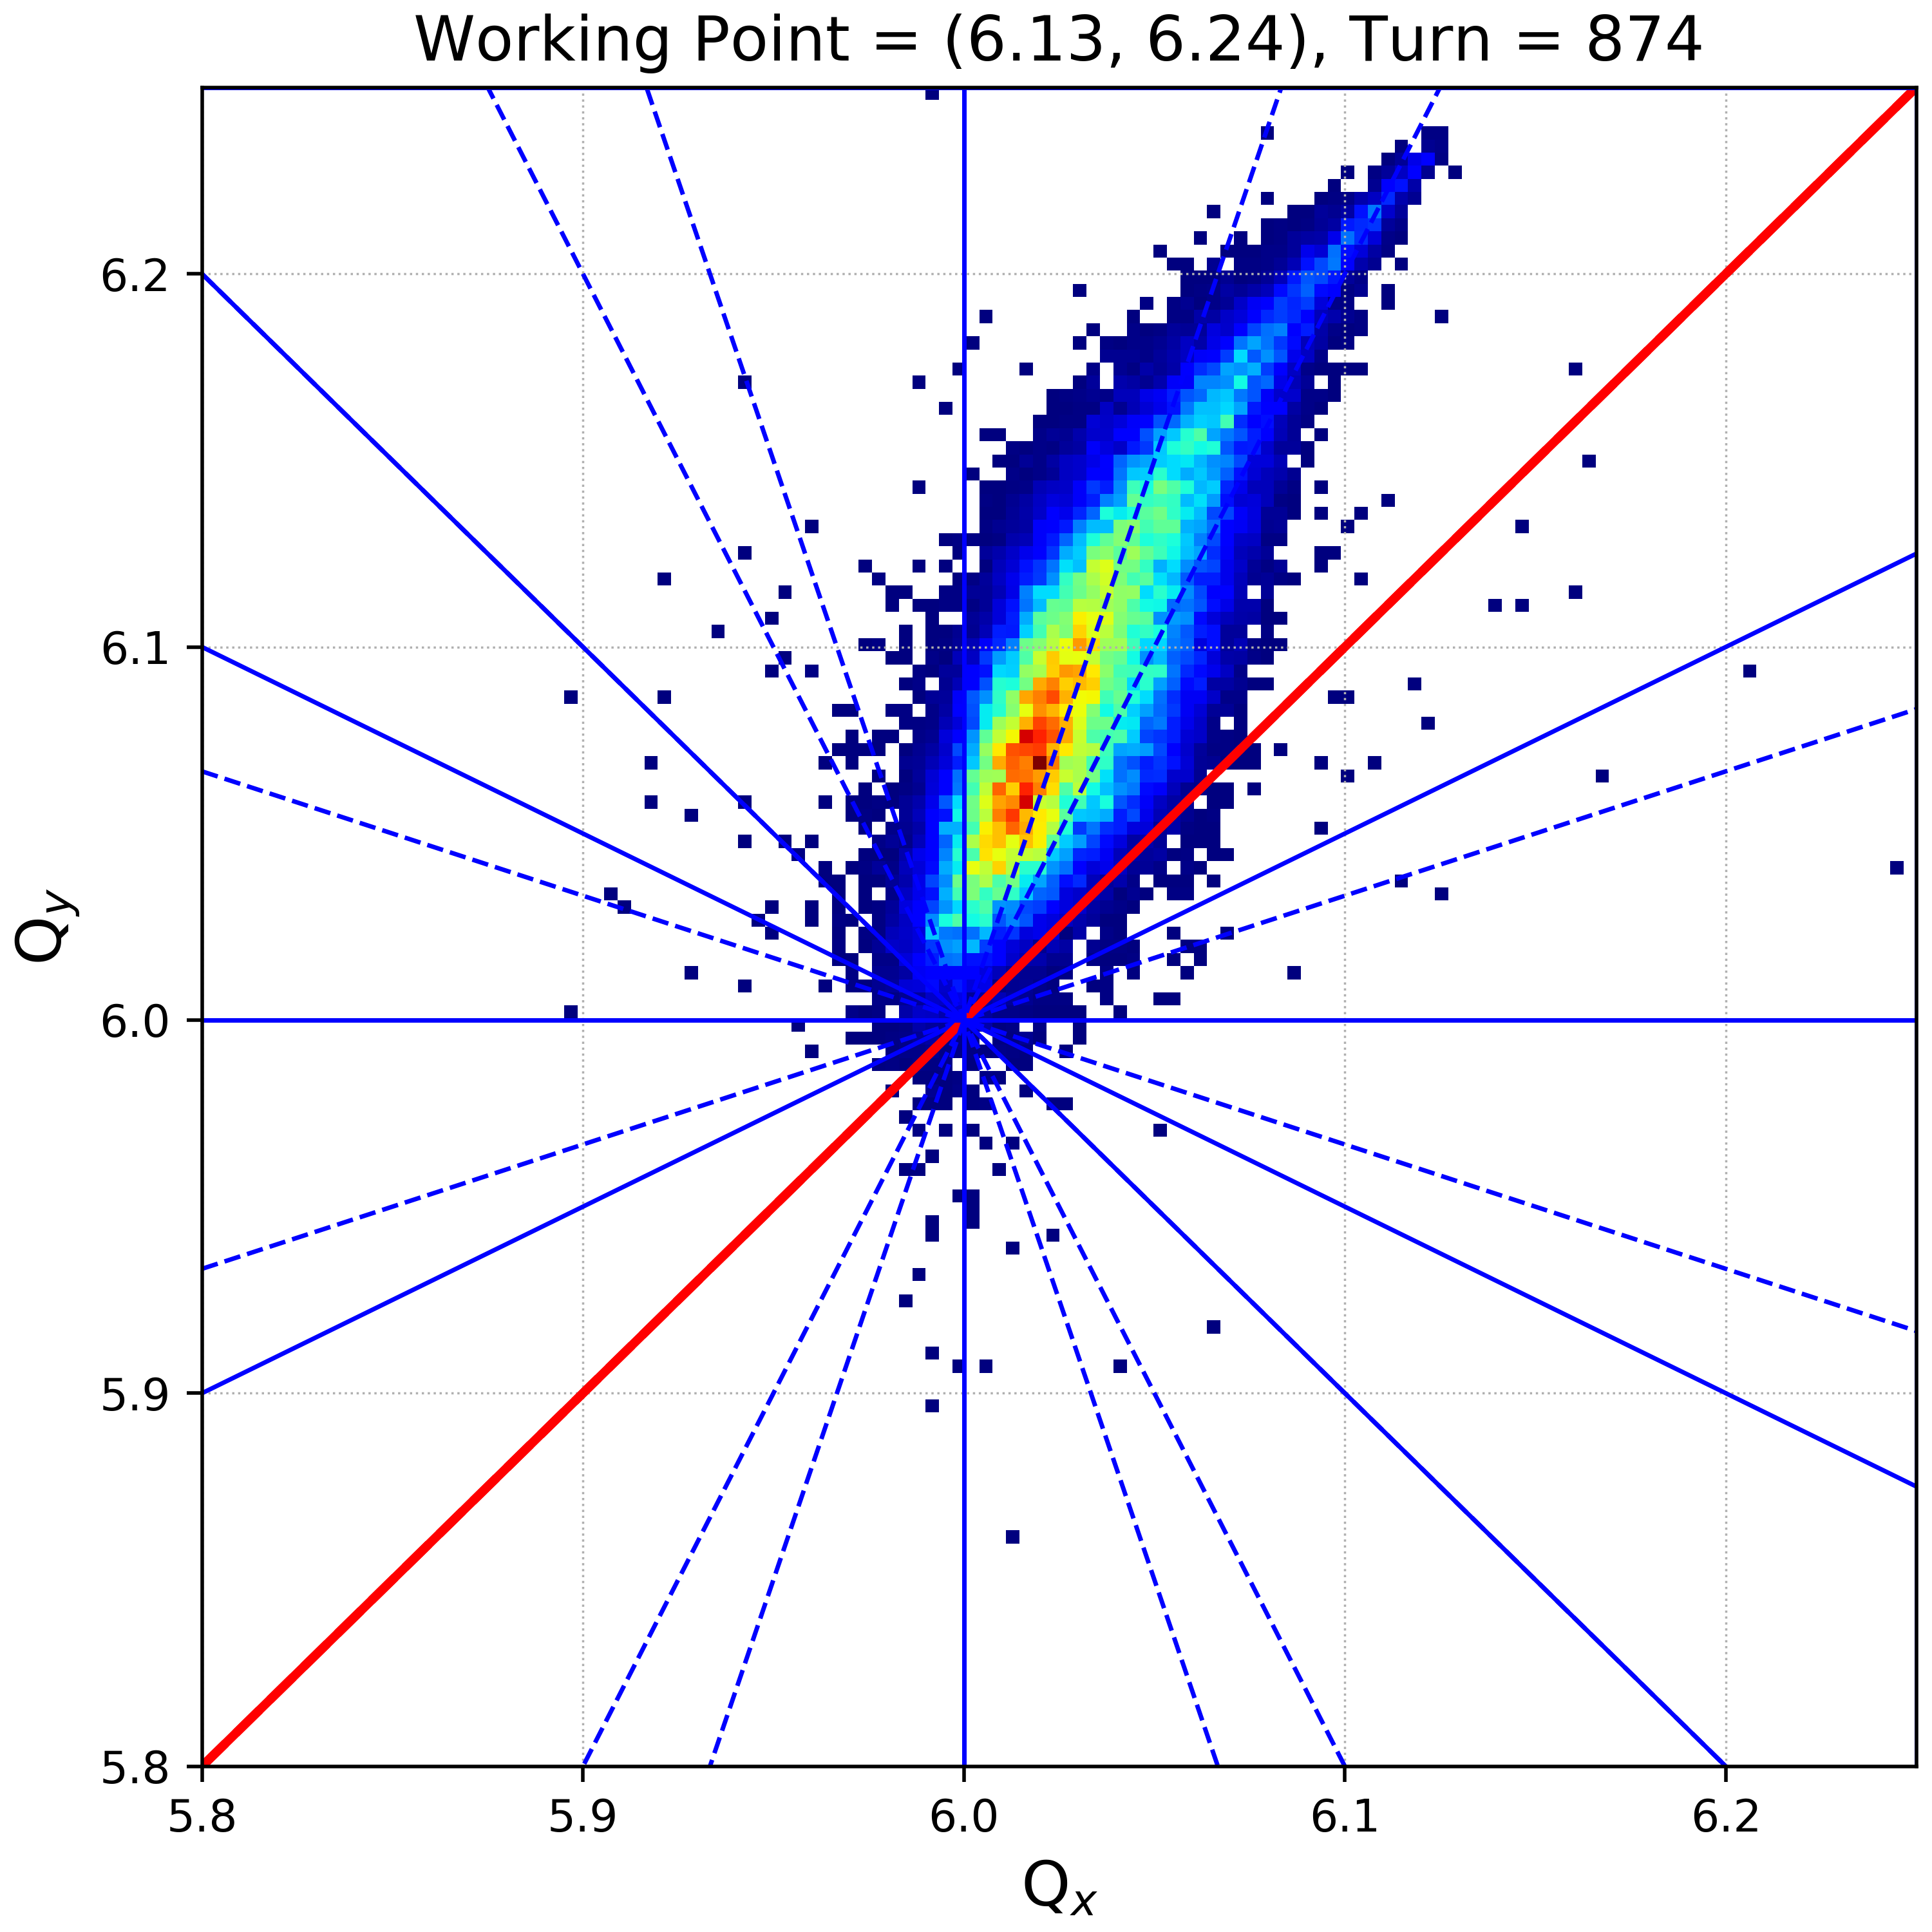 Working Point = (6.13, 6.24), Turn = 874
6.2
6.1
6.0
5.9
5.8
Qy
5.8 5.9 6.0 6.1 6.2
Qx